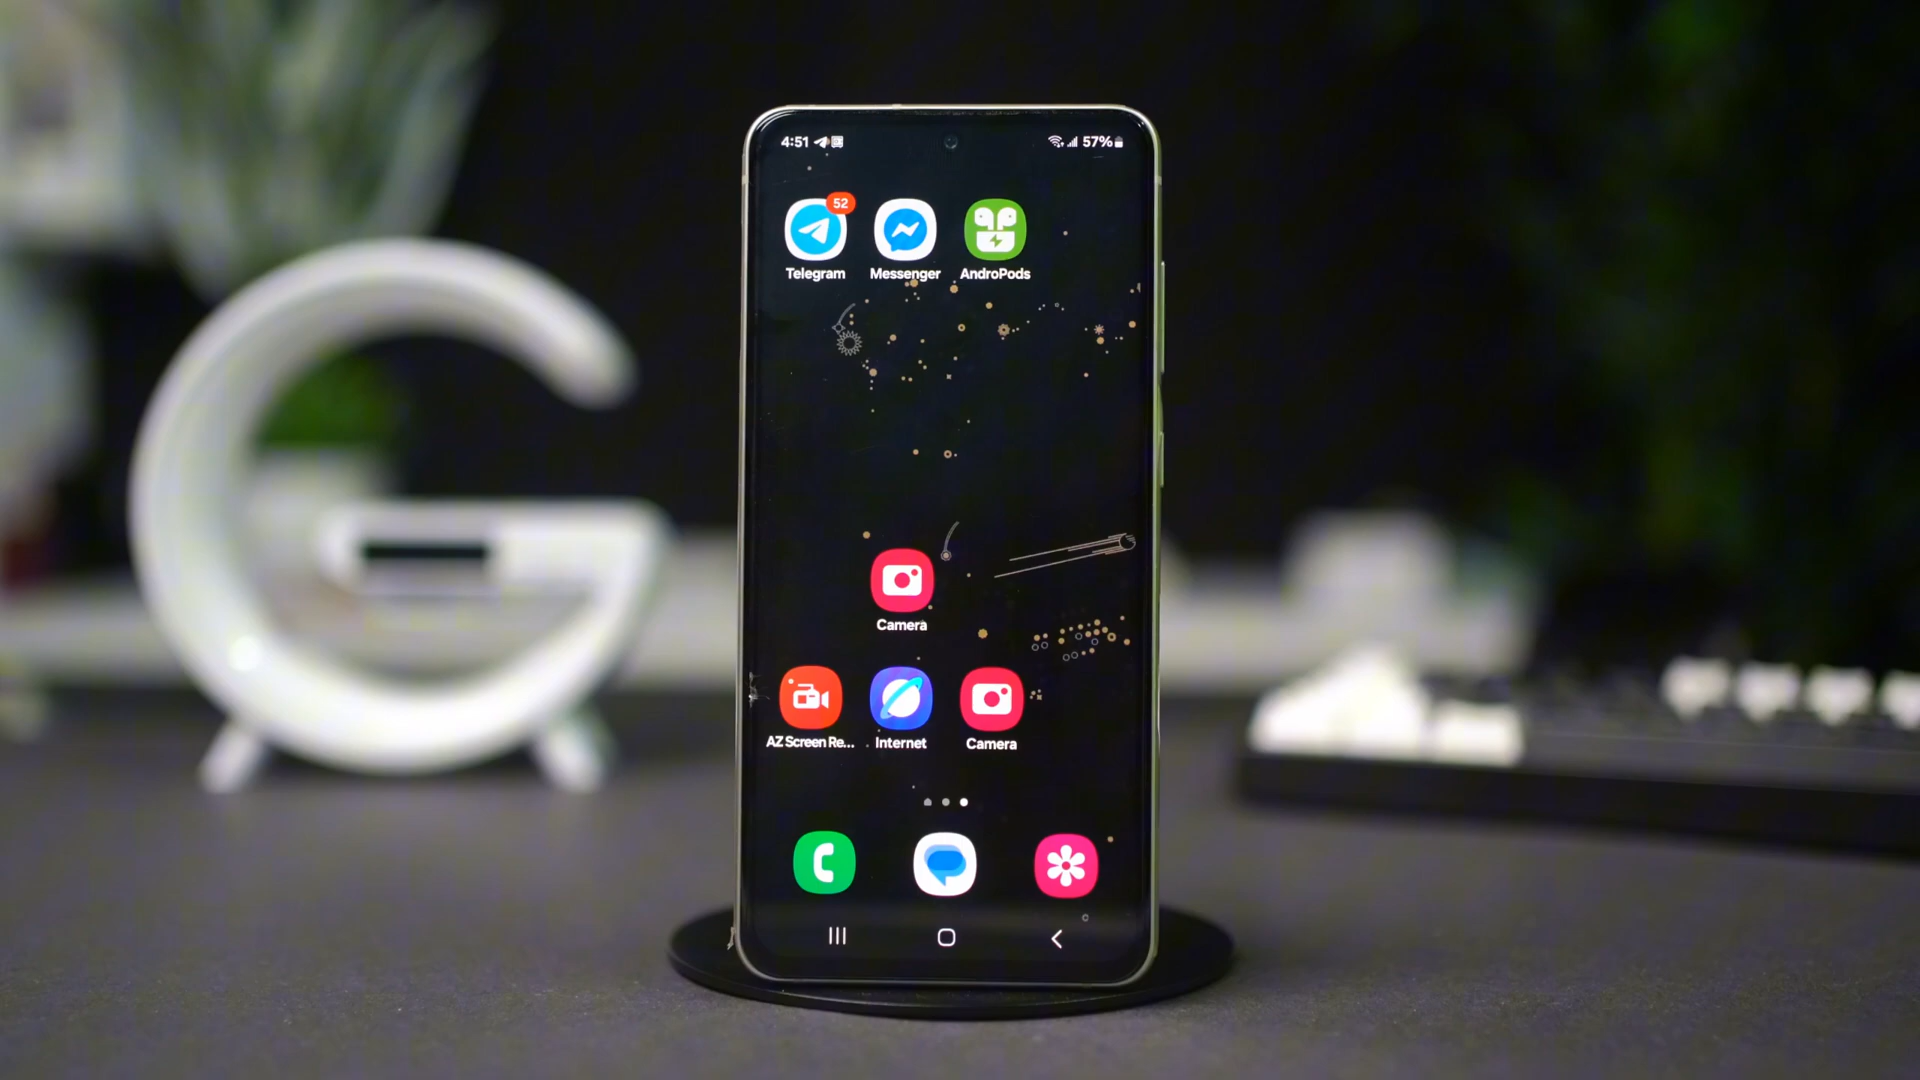 4:51
57%
52
Telegram Messenger AndroPods
Camera
AZ Screen Re... Internet Camera